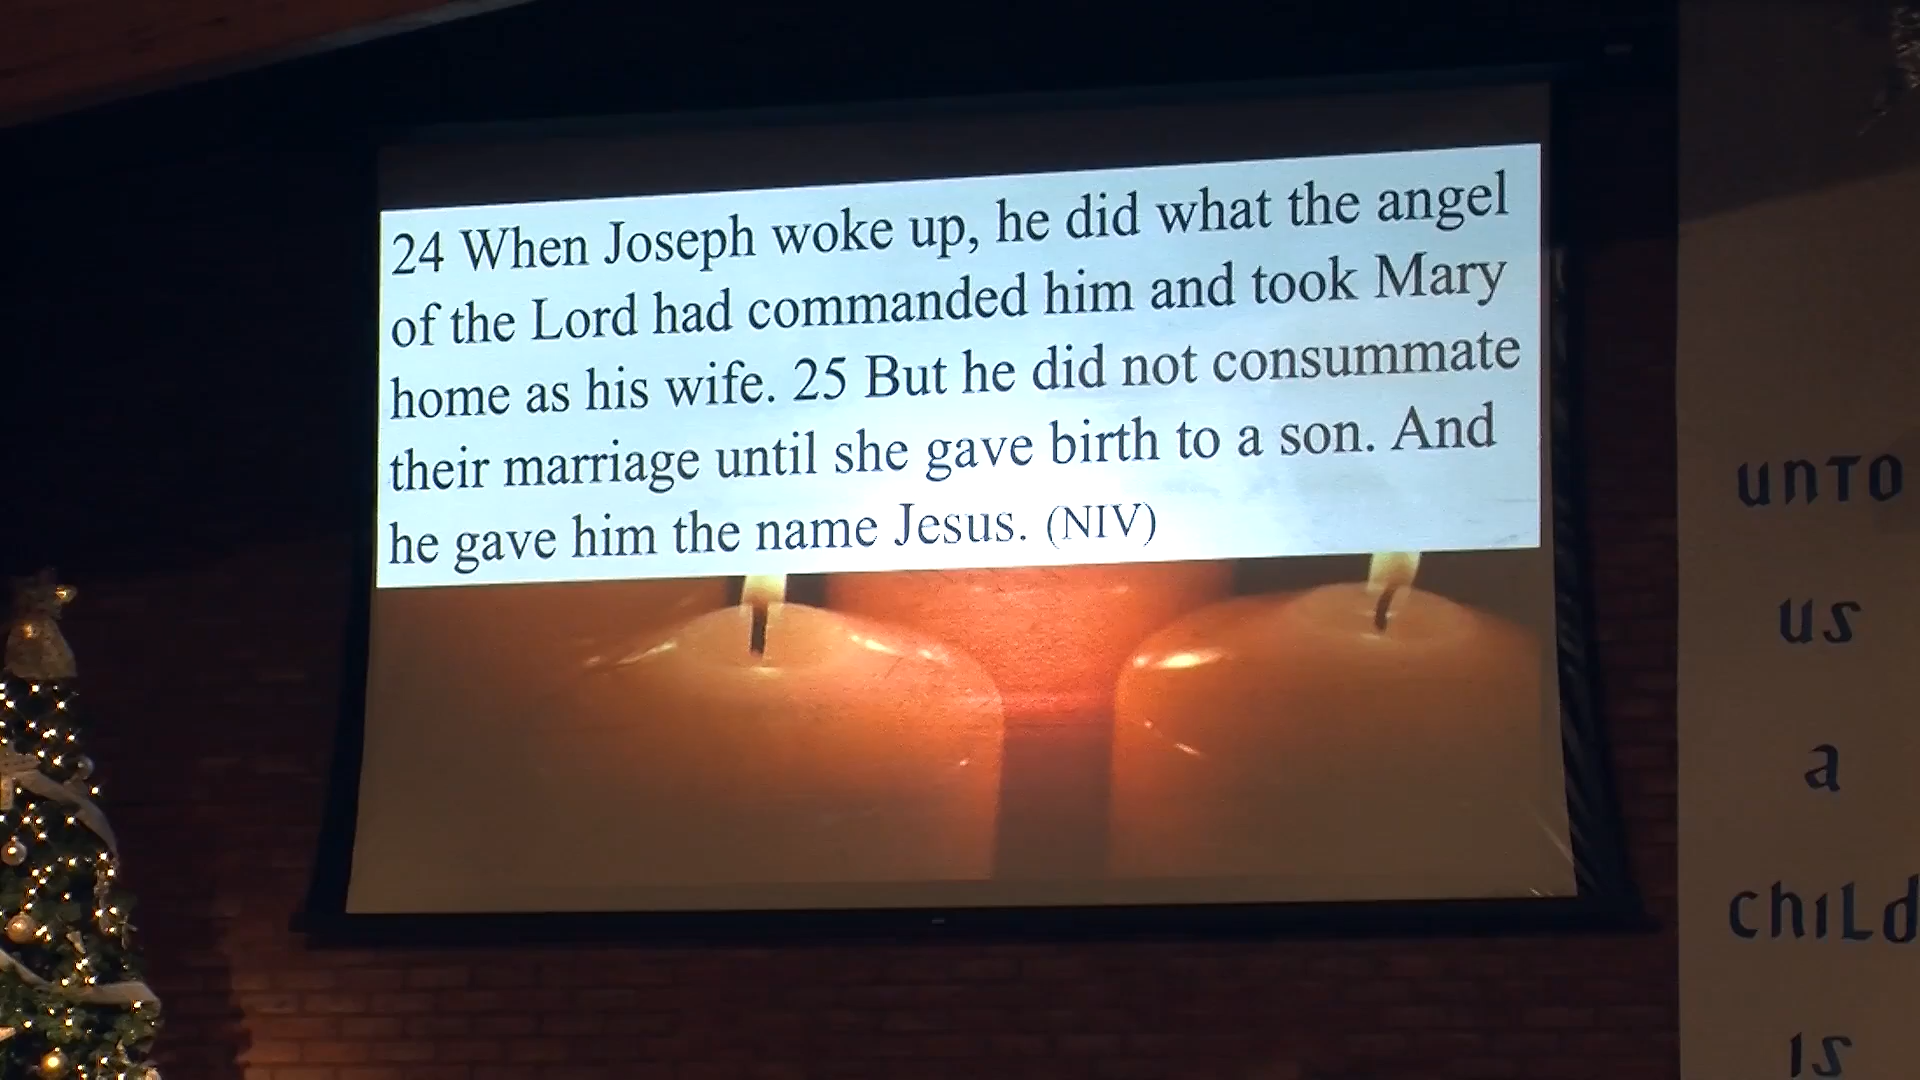 24 When Joseph woke up, he did what the angel
of the Lord had commanded him and took Mary
home as his wife. 25 But he did not consummate
their marriage until she gave birth to a son. And
he gave him the name Jesus. (NIV)
unto
us
a
child
is